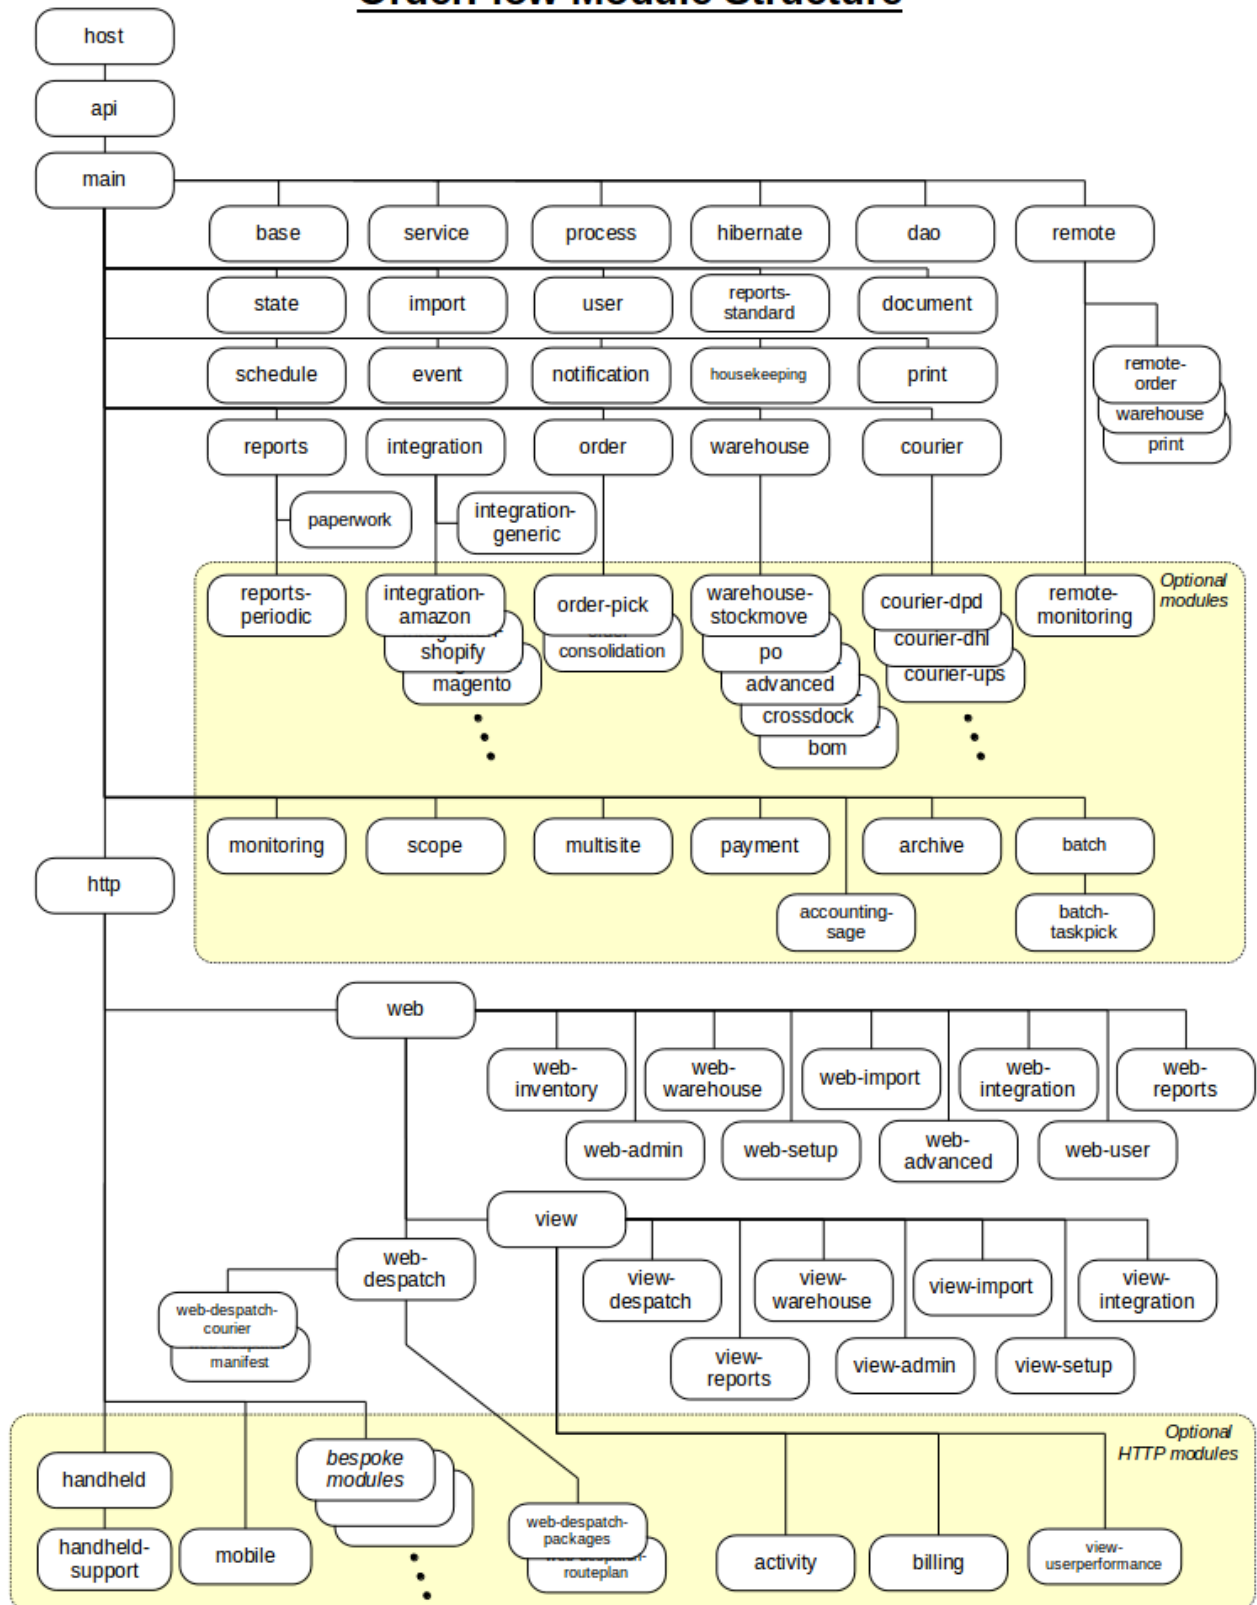 OrderFlow Module Structure
host
api
main
base
service
process
hibernate
dao
remote
state
import
user
reports-
standard
document
schedule
event
notification
housekeeping
print
remote-
order
warehouse
print
reports
integration
order
warehouse
courier
paperwork
integration-
generic
Optional
modules
reports-
periodic
integration-
amazon
shopify
magento
order-pick
consolidation
warehouse-
stockmove
po
advanced
crossdock
bom
courier-dpd
courier-dhl
courier-ups
remote-
monitoring
monitoring
scope
multisite
payment
archive
batch
http
accounting-
sage
batch-
taskpick
web
web-
inventory
web-
warehouse
web-import
web-
integration
web-
reports
web-admin
web-setup
web-
advanced
web-user
view
web-
despatch
view-
despatch
view-
warehouse
view-import
view-
integration
web-despatch-
courier
manifest
view-
reports
view-admin
view-setup
Optional
HTTP modules
handheld
bespoke
modules
handheld-
support
mobile
web-despatch-
packages
routeplan
activity
billing
view-
userperformance